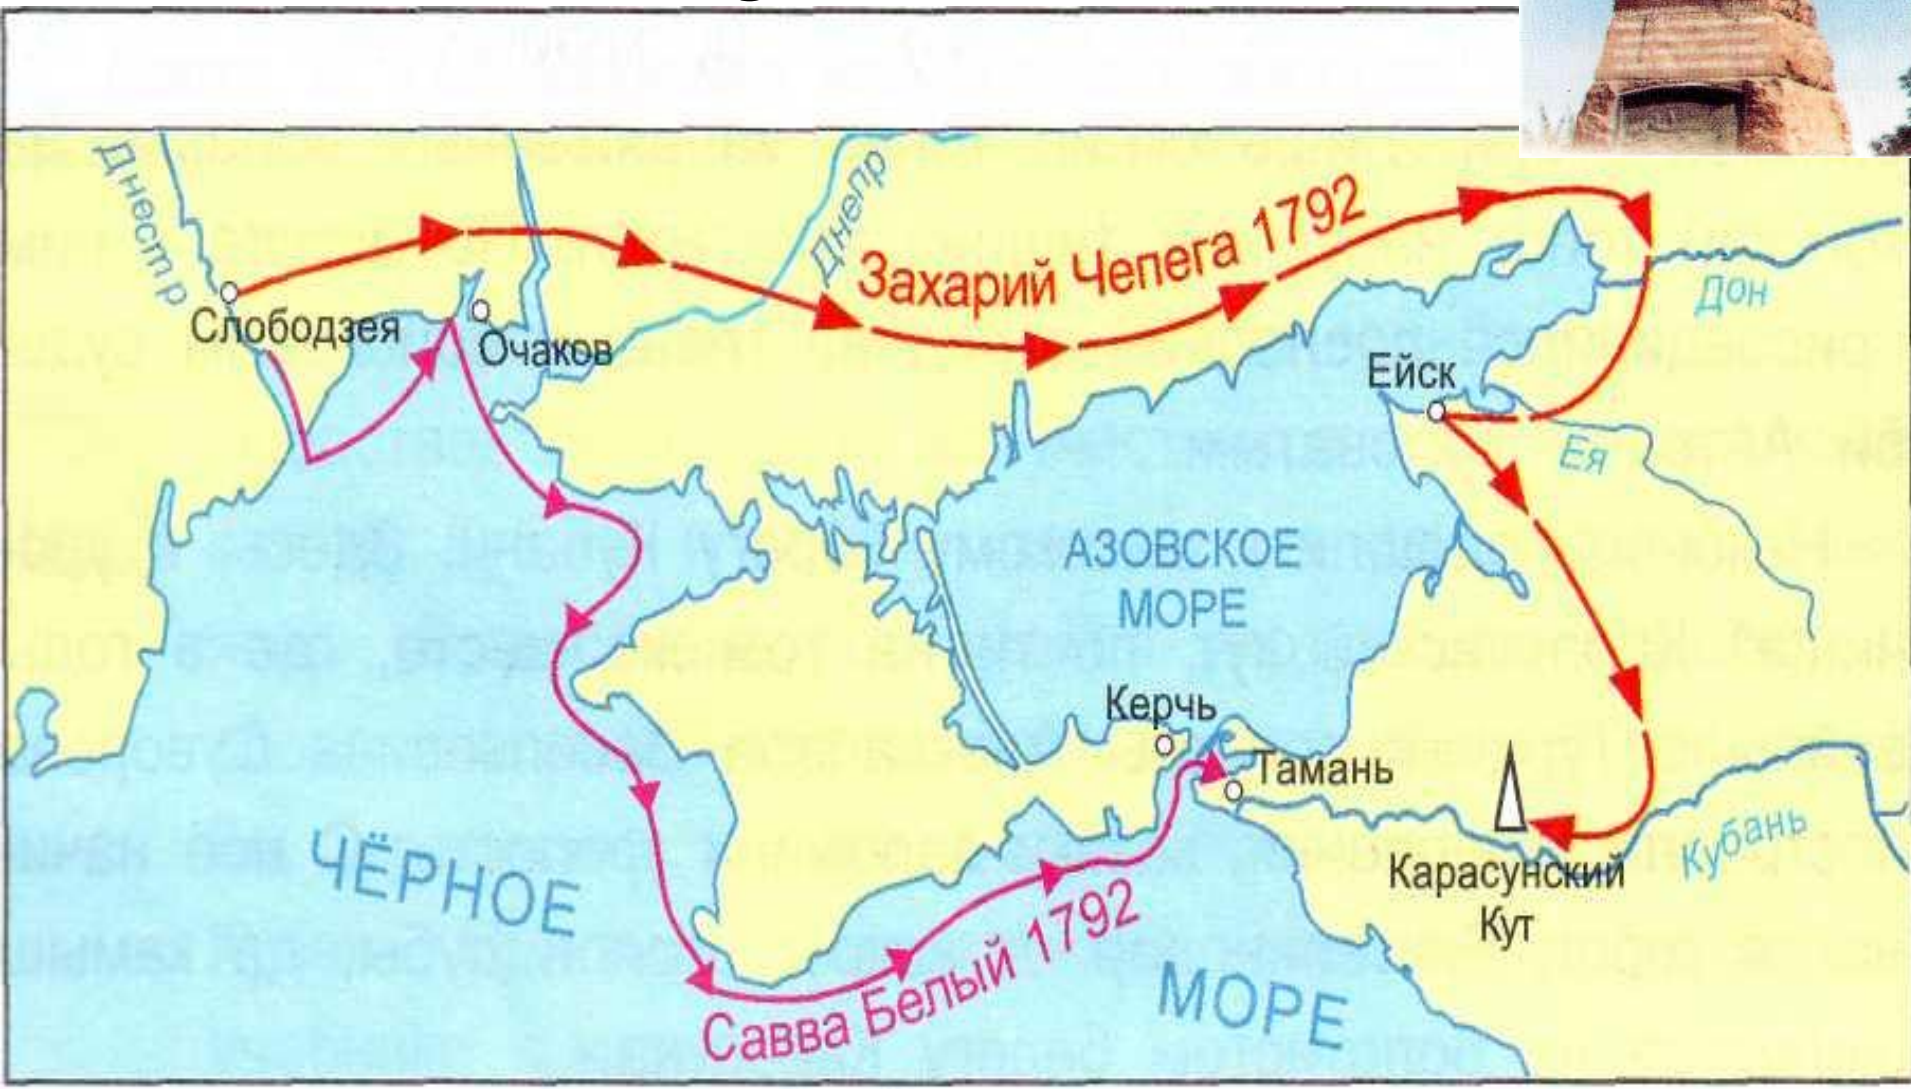 Днестр
Днепр
Захарий Чепега 1792
Дон
Слободзея
Очаков
Ейск
Ея
АЗОВСКОЕ
МОРЕ
Керчь
Тамань
Карасунский
Кут
Кубань
ЧЁРНОЕ
МОРЕ
Савва Белый 1792